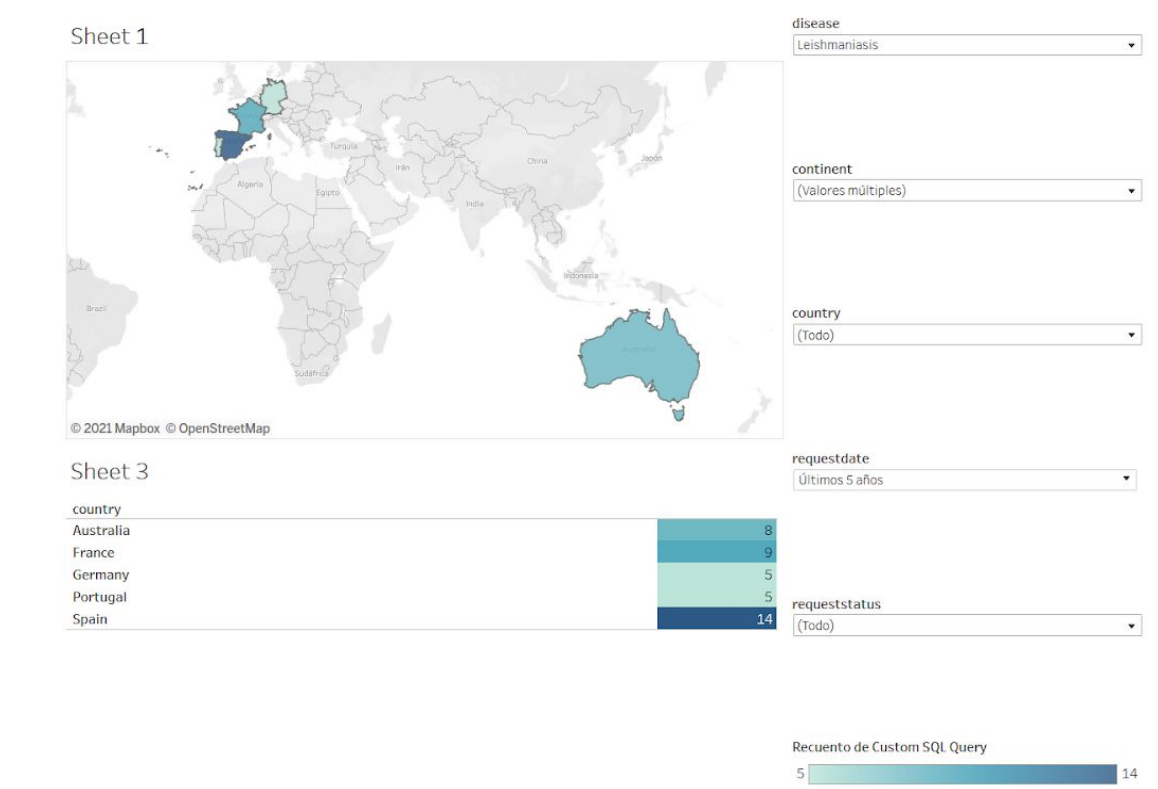 Sheet 1
Turquía
China
Japón
Irán
Argelia
Egipto
India
Indonesia
Brasil
Australia
Sudáfrica
© 2021 Mapbox © OpenStreetMap
Sheet 3
country
Australia 8
France 9
Germany 5
Portugal 5
Spain 14
disease
Leishmaniasis
continent
(Valores múltiples)
country
(Todo)
requestdate
Últimos 5 años
requeststatus
(Todo)
Recuento de Custom SQL Query
5 14